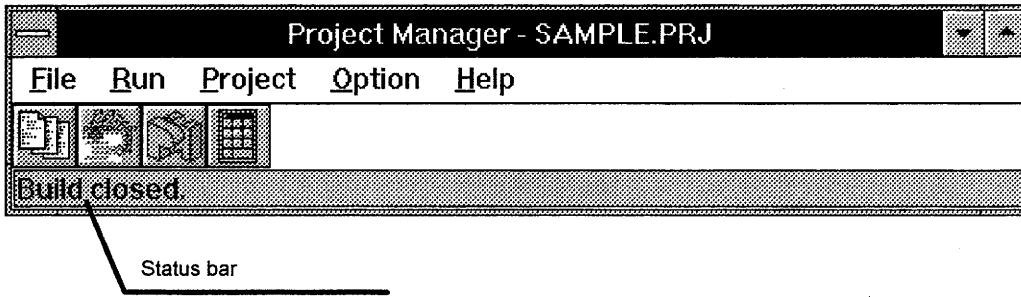 Project Manager - SAMPLE.PRJ
File Run Project Option Help
Build closed.
Status bar